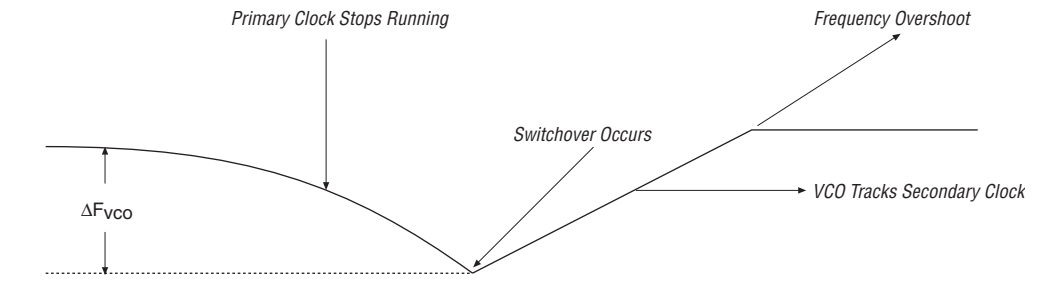 Primary Clock Stops Running
Frequency Overshoot
Switchover Occurs
VCO Tracks Secondary Clock
ΔFvco